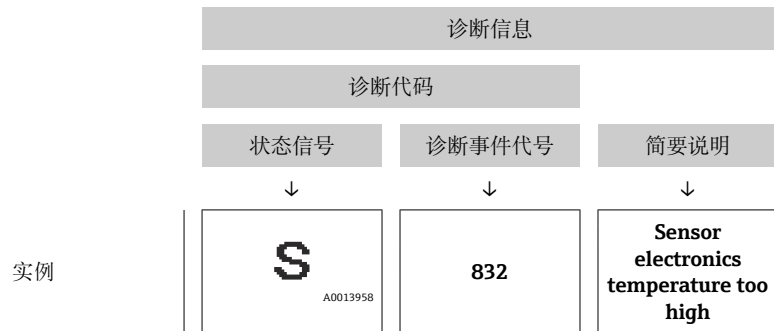 诊断信息
诊断代码
状态信号 诊断事件代号 简要说明
↓ ↓ ↓
实例
S
A0013958
832
Sensor
electronics
temperature too
high